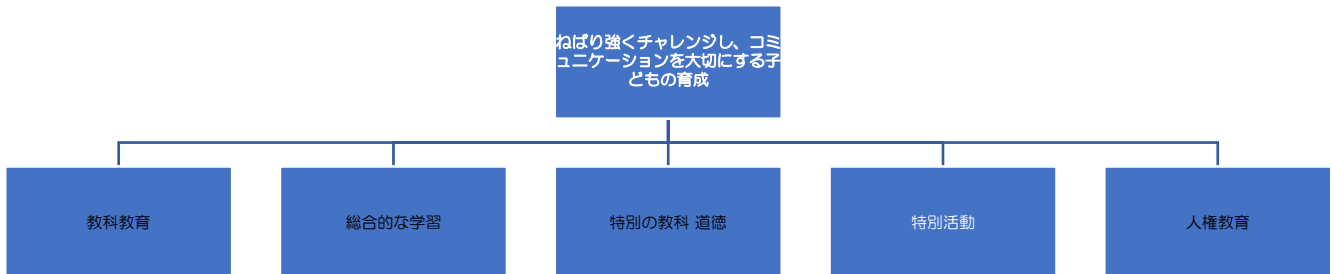 ねばり強くチャレンジし、コミ
ュニケーションを大切にする子
どもの育成
教科教育
総合的な学習
特別の教科 道徳
特別活動
人権教育